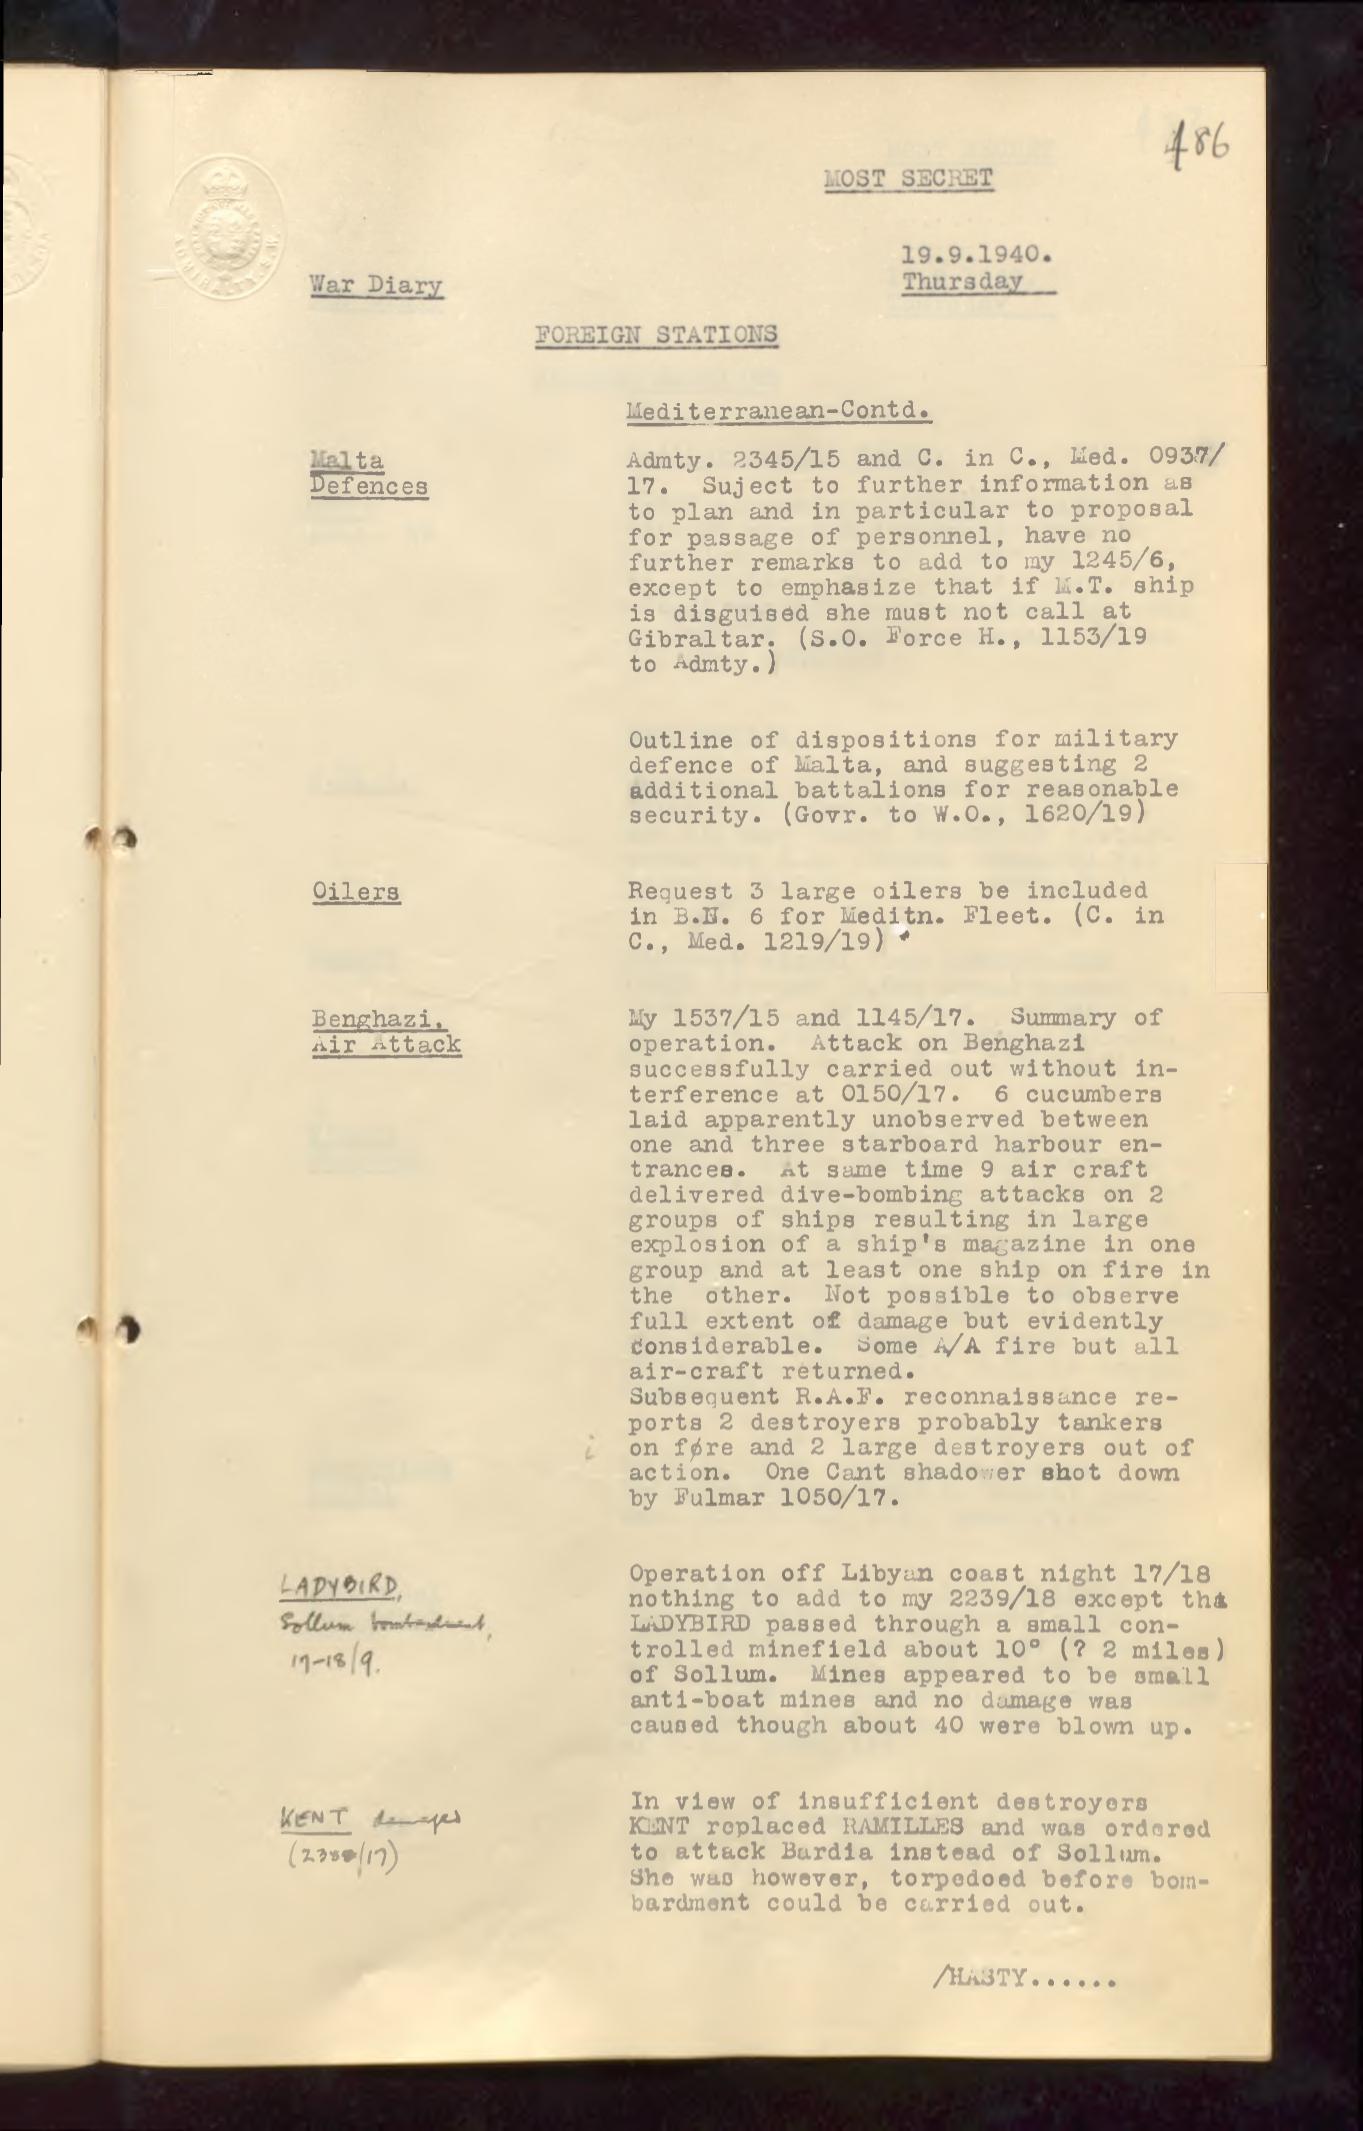 486
MOST SECRET
19.9.1940.
Thursday
War Diary
FOREIGN STATIONS
Mediterranean-Contd.
Malta
Defences
Admty. 2345/15 and C. in C., Med. 0937/
17. Suject to further information as
to plan and in particular to proposal
for passage of personnel, have no
further remarks to add to my 1245/6,
except to emphasize that if M.T. ship
is disguised she must not call at
Gibraltar. (S.O. Force H., 1153/19
to Admty.)
Outline of dispositions for military
defence of Malta, and suggesting 2
additional battalions for reasonable
security. (Govr. to W.O., 1620/19)
Oilers
Request 3 large oilers be included
in B.N. 6 for Meditn. Fleet. (C. in
C., Med. 1219/19)
Benghazi.
Air Attack
My 1537/15 and 1145/17. Summary of
operation. Attack on Benghazi
successfully carried out without in-
terference at 0150/17. 6 cucumbers
laid apparently unobserved between
one and three starboard harbour en-
trances. At same time 9 air craft
delivered dive-bombing attacks on 2
groups of ships resulting in large
explosion of a ship's magazine in one
group and at least one ship on fire in
the other. Not possible to observe
full extent of damage but evidently
considerable. Some A/A fire but all
air-craft returned.
Subsequent R.A.F. reconnaissance re-
ports 2 destroyers probably tankers
i on føre and 2 large destroyers out of
action. One Cant shadower shot down
by Fulmar 1050/17.
LADYBIRD,
Sollum bombardment,
17-18/9.
Operation off Libyan coast night 17/18
nothing to add to my 2239/18 except tha
LADYBIRD passed through a small con-
trolled minefield about 10° (? 2 miles)
of Sollum. Mines appeared to be small
anti-boat mines and no damage was
caused though about 40 were blown up.
KENT damaged
In view of insufficient destroyers
KENT replaced RAMILLES and was ordered
to attack Bardia instead of Sollum.
She was however, torpedoed before bom-
bardment could be carried out.
/HASTY......